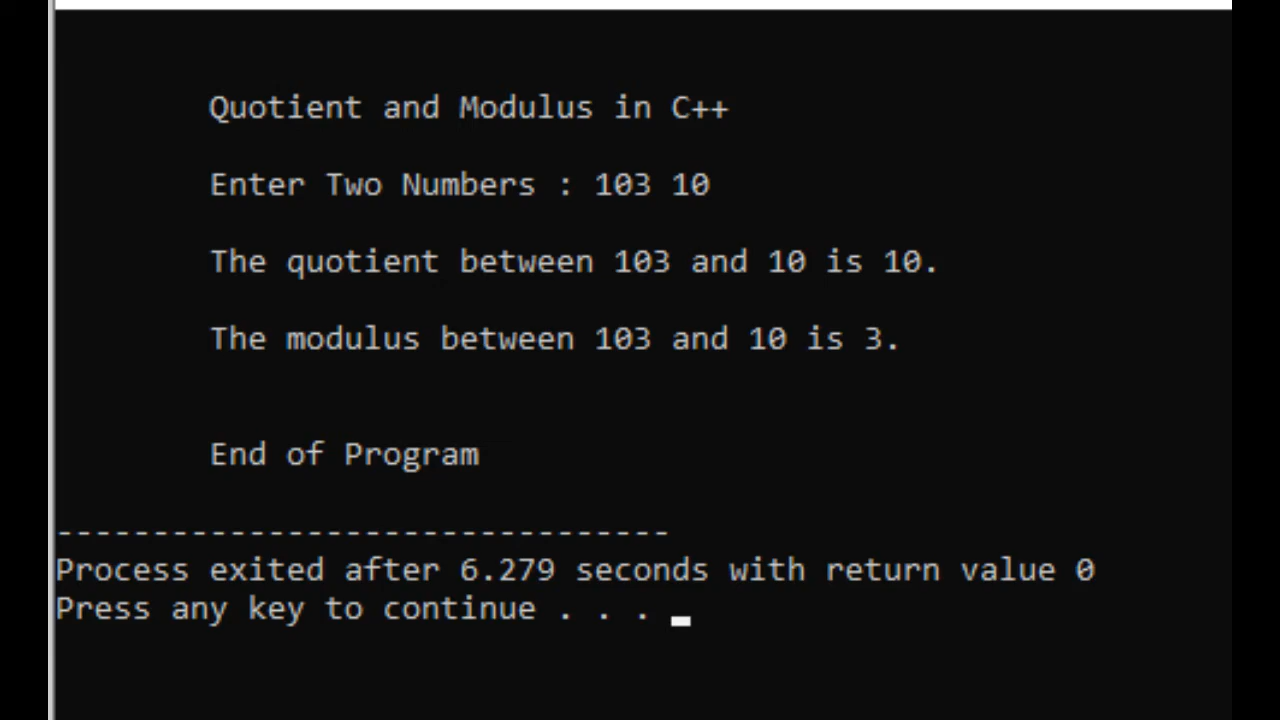 Quotient and Modulus in C++
Enter Two Numbers : 103 10
The quotient between 103 and 10 is 10.
The modulus between 103 and 10 is 3.
End of Program
--------------------------------
Process exited after 6.279 seconds with return value 0
Press any key to continue . . .